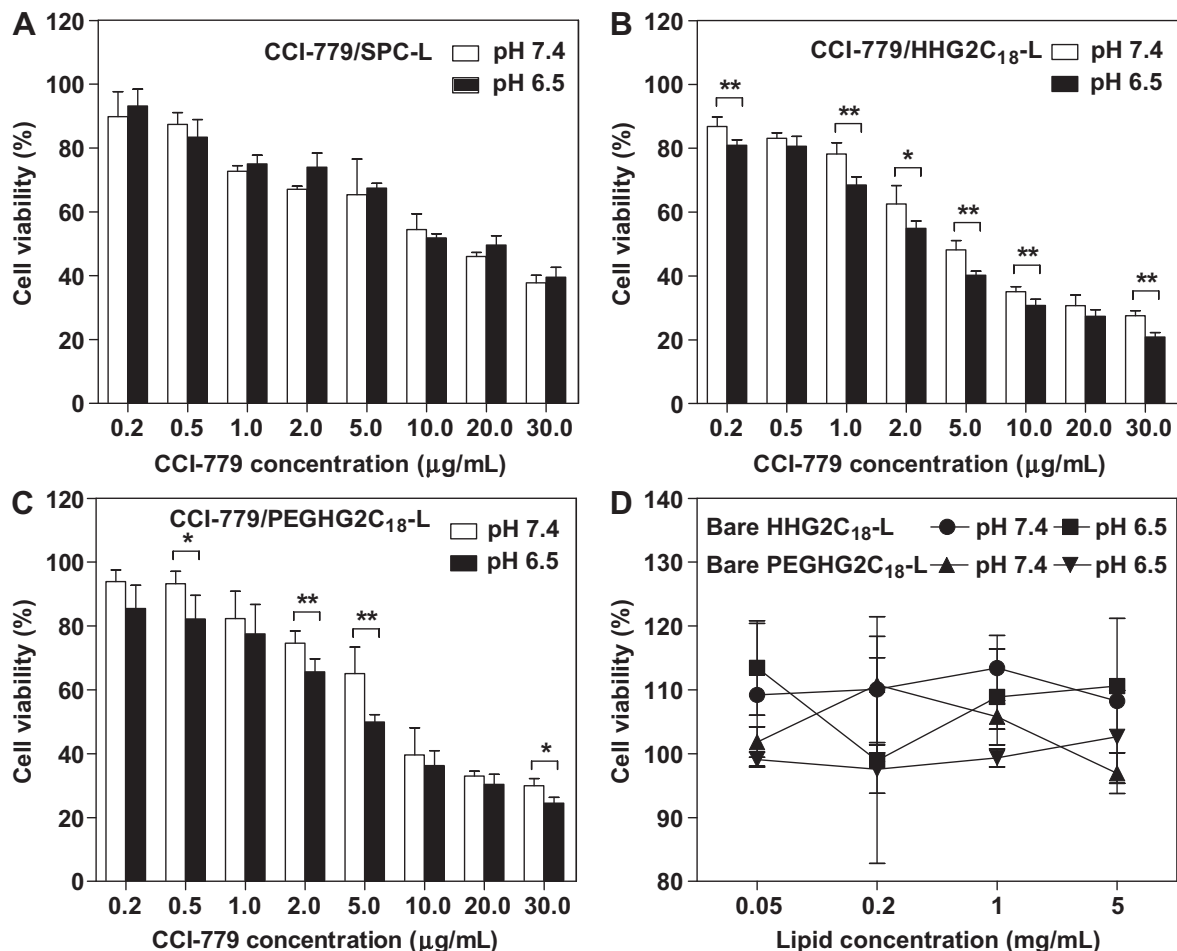 A
CCI-779/SPC-L
pH 7.4
pH 6.5
120
100
80
60
40
20
0
Cell viability (%)
0.2 0.5 1.0 2.0 5.0 10.0 20.0 30.0
CCI-779 concentration (μg/mL)
B
CCI-779/HHG2C18-L
pH 7.4
pH 6.5
120
100
80
60
40
20
0
Cell viability (%)
** ** * ** ** **
0.2 0.5 1.0 2.0 5.0 10.0 20.0 30.0
CCI-779 concentration (μg/mL)
C
CCI-779/PEGHG2C18-L
pH 7.4
pH 6.5
120
100
80
60
40
20
0
Cell viability (%)
* ** ** *
0.2 0.5 1.0 2.0 5.0 10.0 20.0 30.0
CCI-779 concentration (μg/mL)
D
Bare HHG2C18-L pH 7.4 pH 6.5
Bare PEGHG2C18-L pH 7.4 pH 6.5
140
130
120
110
100
90
80
Cell viability (%)
0.05 0.2 1 5
Lipid concentration (mg/mL)